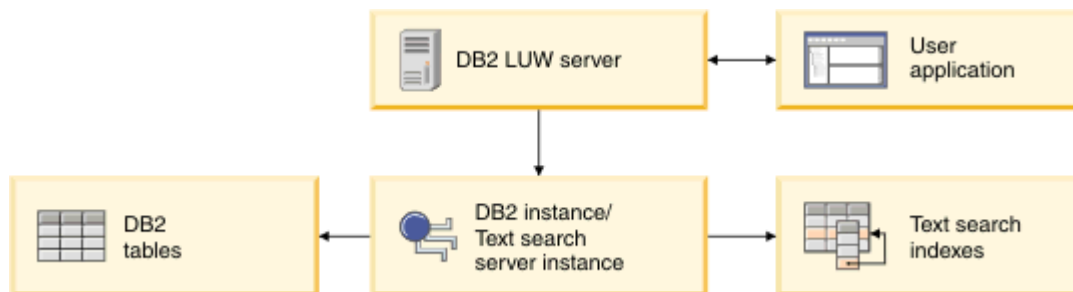 DB2 LUW server
User
application
DB2
tables
DB2 instance/
Text search
server instance
Text search
indexes